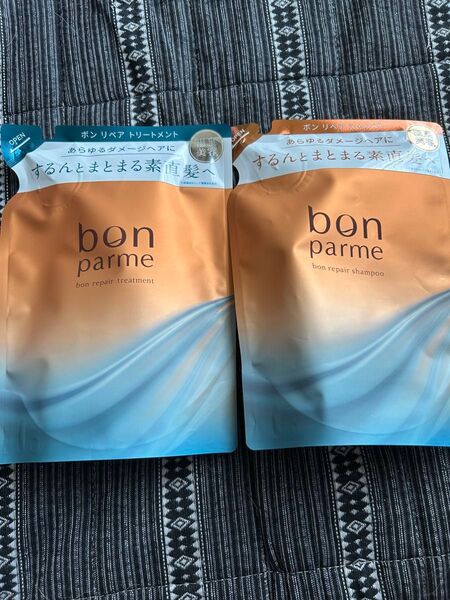 OPEN
ボン リペア トリートメント
あらゆるダメージヘアに
するんとまとまる素直髪へ
bon
parme
bon repair treatment
OPEN
ボン リペア
あらゆるダメージヘアに
するんとまとまる素直髪へ
bon
parme
bon repair shampoo